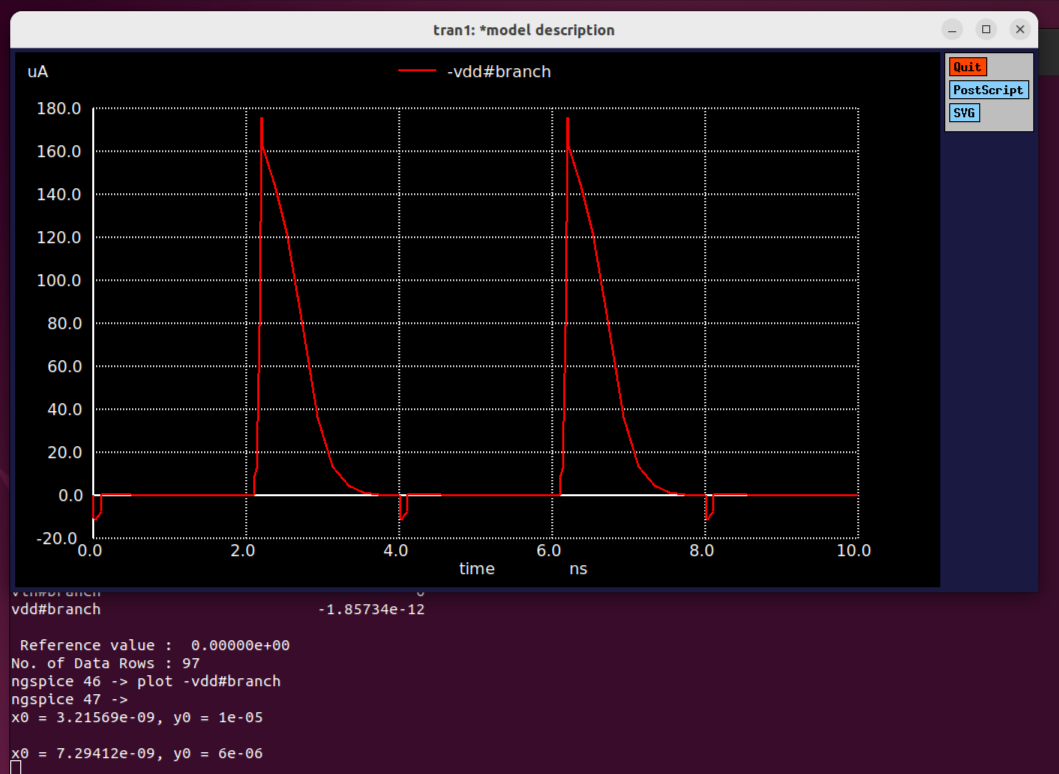 tran1: *model description
uA
-vdd#branch
Quit
PostScript
SVG
180.0
160.0
140.0
120.0
100.0
80.0
60.0
40.0
20.0
0.0
-20.0
0.0 2.0 4.0 6.0 8.0 10.0
time ns
vdd#branch -1.85734e-12
Reference value : 0.00000e+00
No. of Data Rows : 97
ngspice 46 -> plot -vdd#branch
ngspice 47 ->
x0 = 3.21569e-09, y0 = 1e-05
x0 = 7.29412e-09, y0 = 6e-06